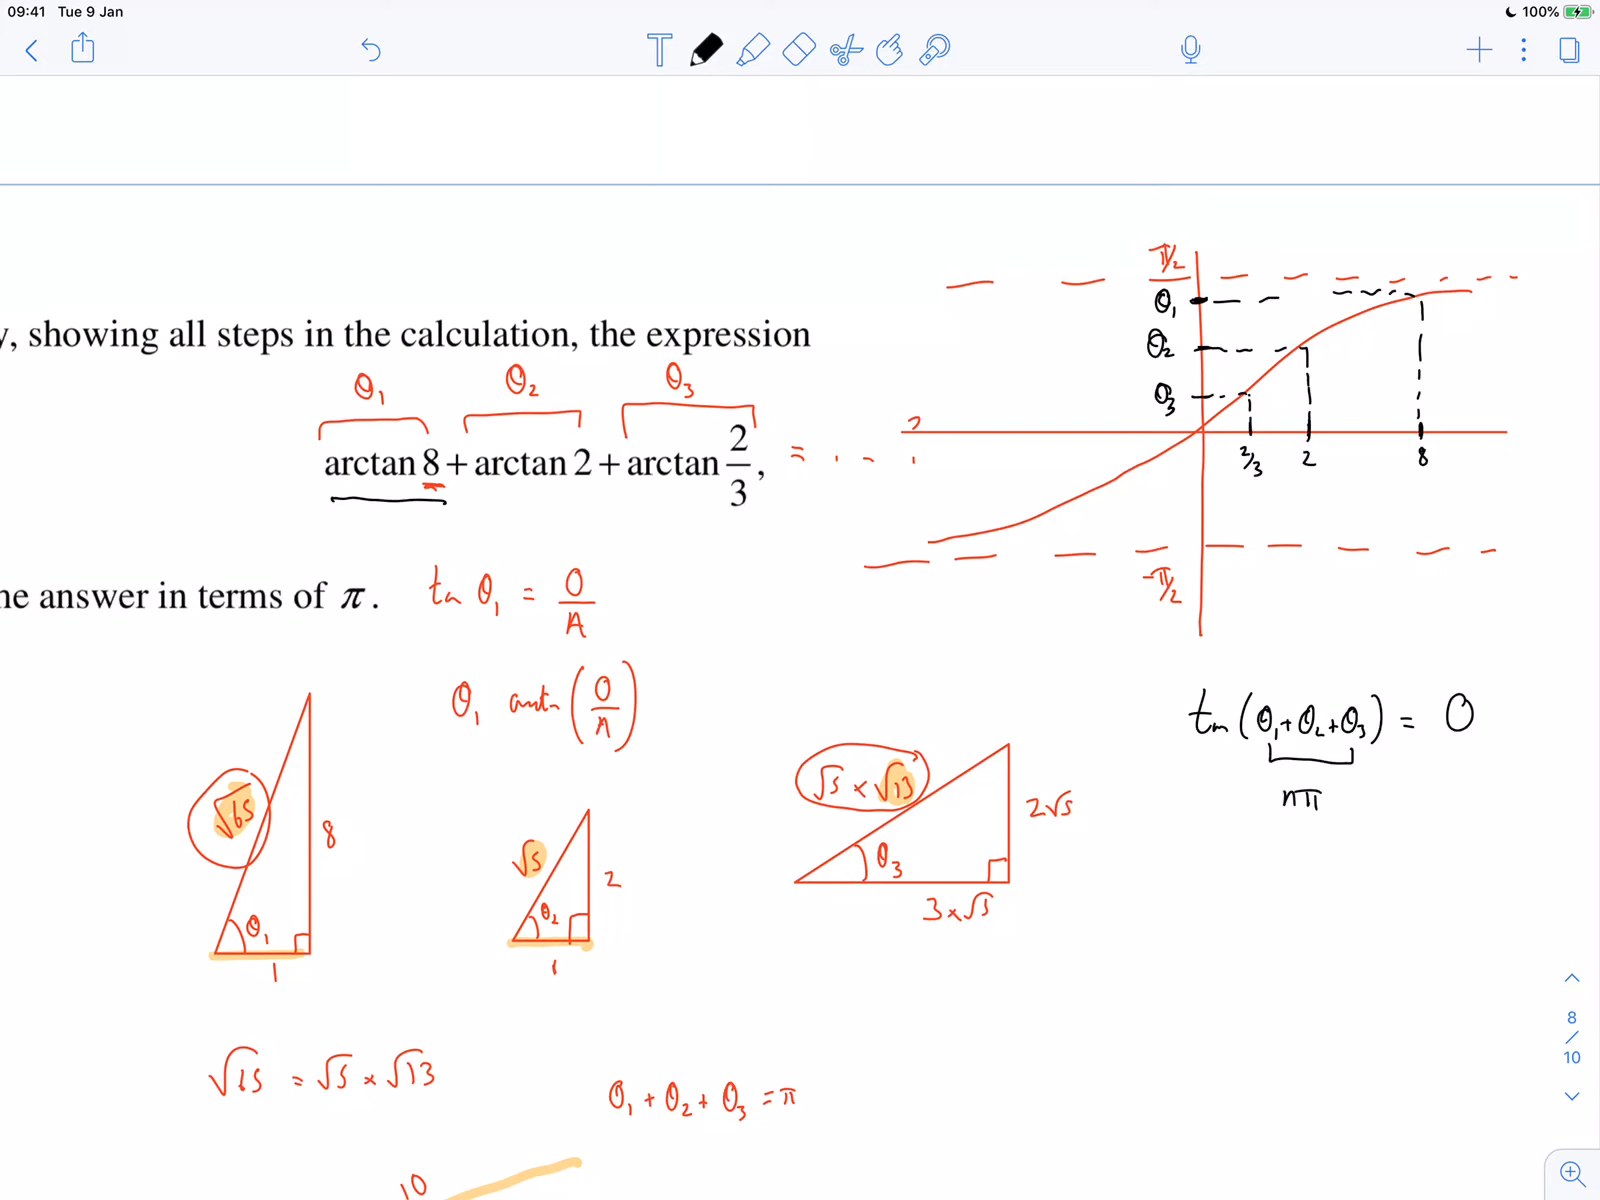 09:41 Tue 9 Jan
100%
T
y, showing all steps in the calculation, the expression
θ₁ θ₂ θ₃
arctan 8 + arctan 2 + arctan 2/3, = . . .
he answer in terms of π.
tan θ₁ = O/A
θ₁ arctan (O/A)
π/2
θ₁
θ₂
θ₃
2/3 2 8
-π/2
tan (θ₁+θ₂+θ₃) = 0
nπ
√65
8
θ₁
1
√5
2
θ₂
1
√5 × √13
2√5
θ₃
3×√5
√65 = √5 × √13
θ₁ + θ₂ + θ₃ = π
10
8
/
10